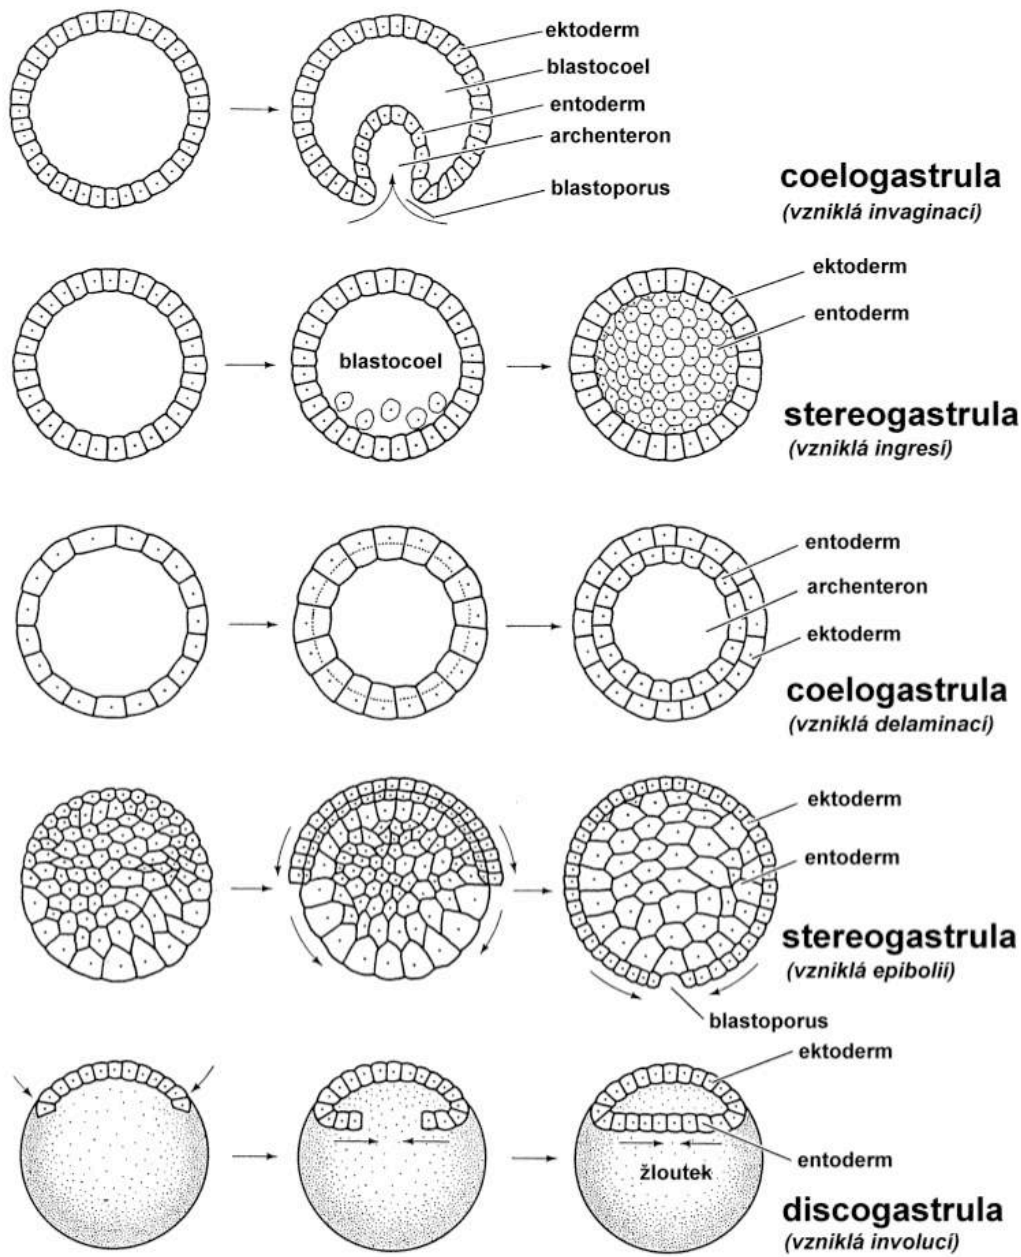 ektoderm
blastocoel
entoderm
archenteron
blastoporus
coelogastrula
(vzniklá invaginací)
ektoderm
entoderm
blastocoel
stereogastrula
(vzniklá ingresí)
entoderm
archenteron
ektoderm
coelogastrula
(vzniklá delaminací)
ektoderm
entoderm
stereogastrula
(vzniklá epibolií)
blastoporus
ektoderm
entoderm
žloutek
discogastrula
(vzniklá involucí)